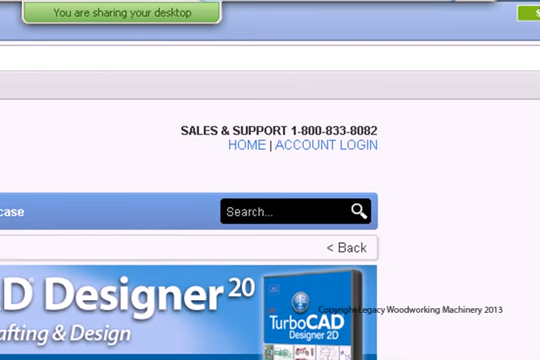 You are sharing your desktop
SALES & SUPPORT 1-800-833-8082
HOME | ACCOUNT LOGIN
case
Search...
< Back
D Designer 20
afting & Design
Copyright Legacy Woodworking Machinery 2013
TurboCAD
Designer 2D